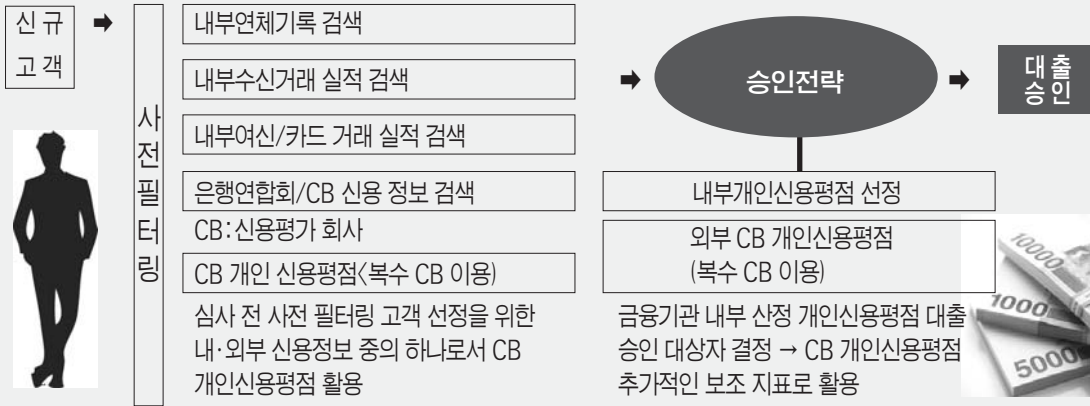 신 규
고 객
사전필터링
내부연체기록 검색
내부수신거래 실적 검색
내부여신/카드 거래 실적 검색
은행연합회/CB 신용 정보 검색
CB:신용평가 회사
CB 개인 신용평점〈복수 CB 이용)
심사 전 사전 필터링 고객 선정을 위한
내·외부 신용정보 중의 하나로서 CB
개인신용평점 활용
승인전략
내부개인신용평점 선정
외부 CB 개인신용평점
(복수 CB 이용)
금융기관 내부 산정 개인신용평점 대출
승인 대상자 결정 → CB 개인신용평점
추가적인 보조 지표로 활용
대 출
승 인
10000
1000
5000